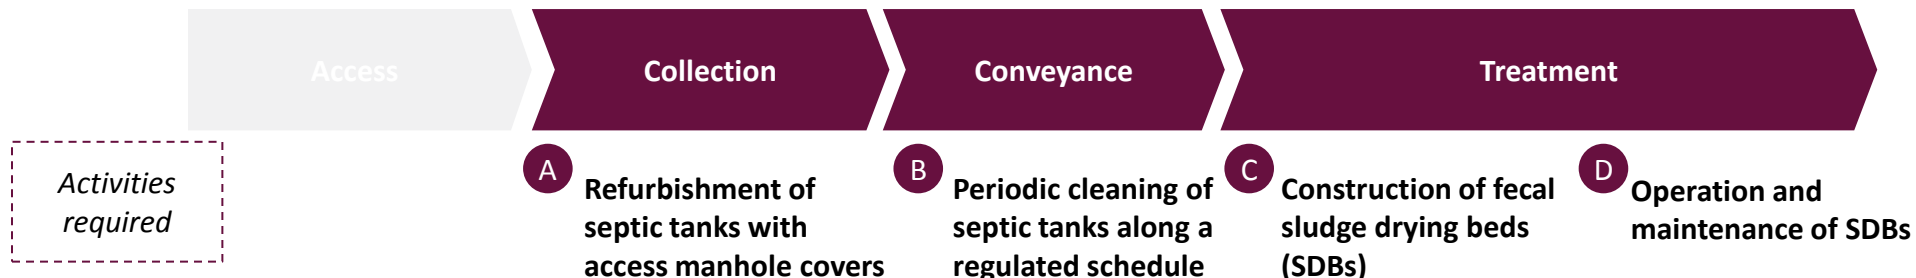 Access
Collection
Conveyance
Treatment
Activities
required
A
Refurbishment of
septic tanks with
access manhole covers
B
Periodic cleaning of
septic tanks along a
regulated schedule
C
Construction of fecal
sludge drying beds
(SDBs)
D
Operation and
maintenance of SDBs